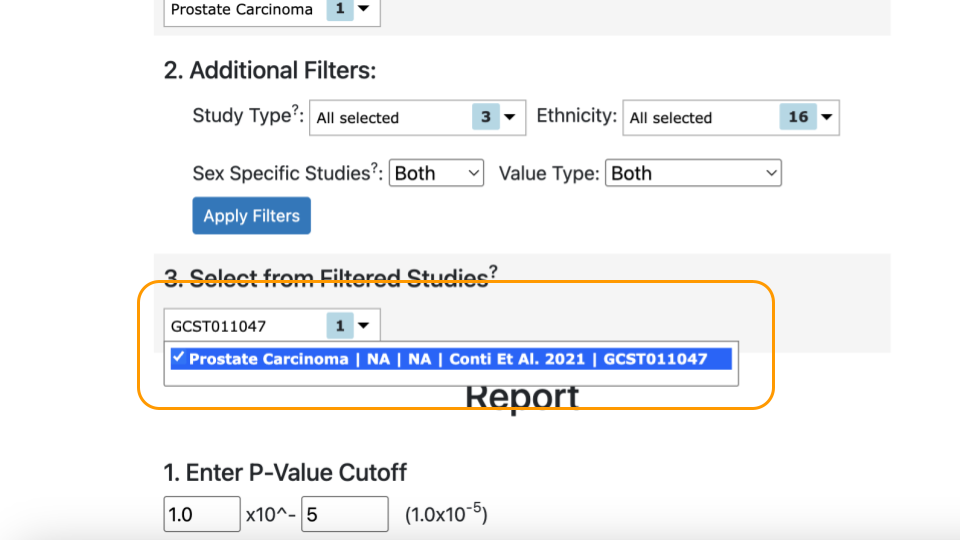 Prostate Carcinoma 1
2. Additional Filters:
Study Type?: All selected 3 Ethnicity: All selected 16
Sex Specific Studies?: Both Value Type: Both
Apply Filters
3. Select from Filtered Studies?
GCST011047 1
Prostate Carcinoma | NA | NA | Conti Et Al. 2021 | GCST011047
Report
1. Enter P-Value Cutoff
1.0 x10^- 5 (1.0x10-5)